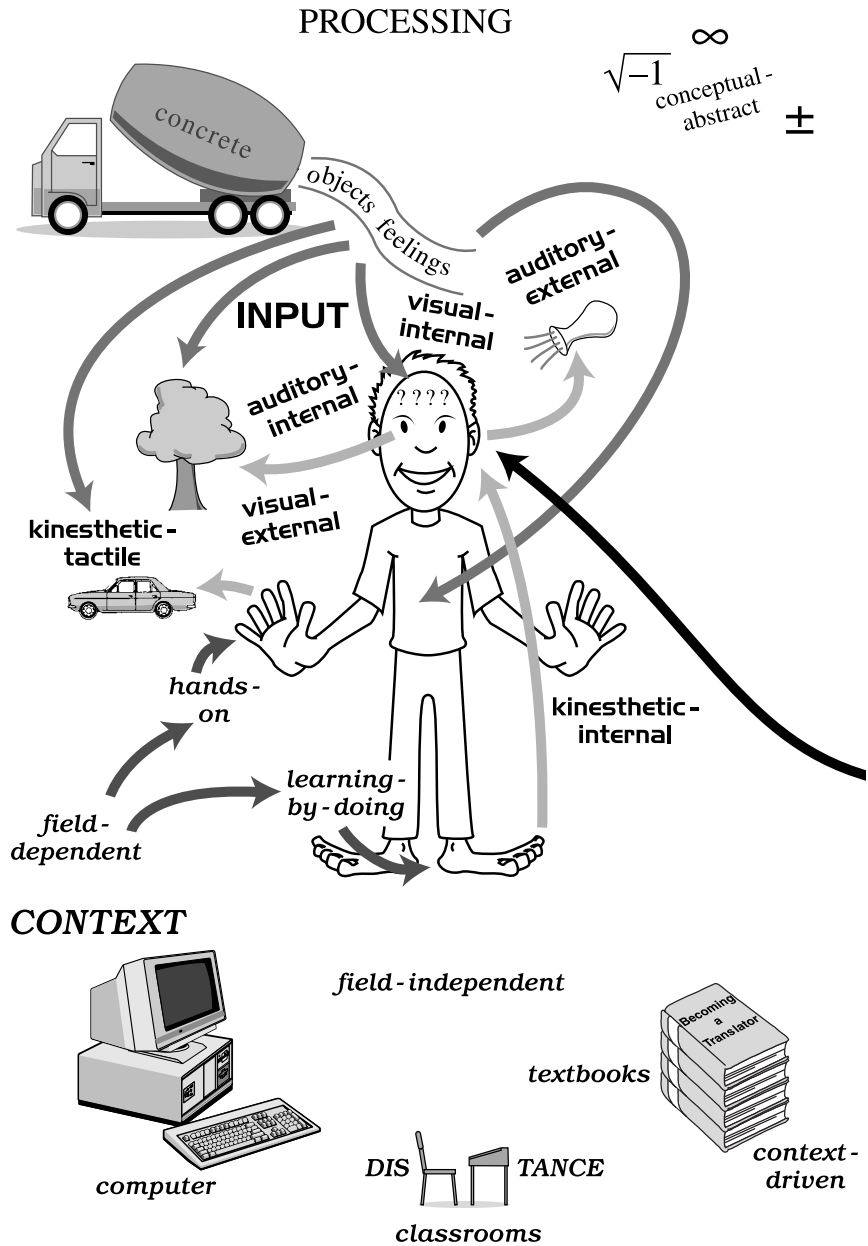 PROCESSING
∞
√−1
conceptual-
abstract
±
concrete
objects feelings
auditory-
external
visual-
internal
INPUT
????
auditory-
internal
visual-
external
kinesthetic-
tactile
hands-
on
kinesthetic-
internal
learning-
by-doing
field-
dependent
CONTEXT
field-independent
Becoming
a
Translator
textbooks
context-
driven
DIS TANCE
computer
classrooms